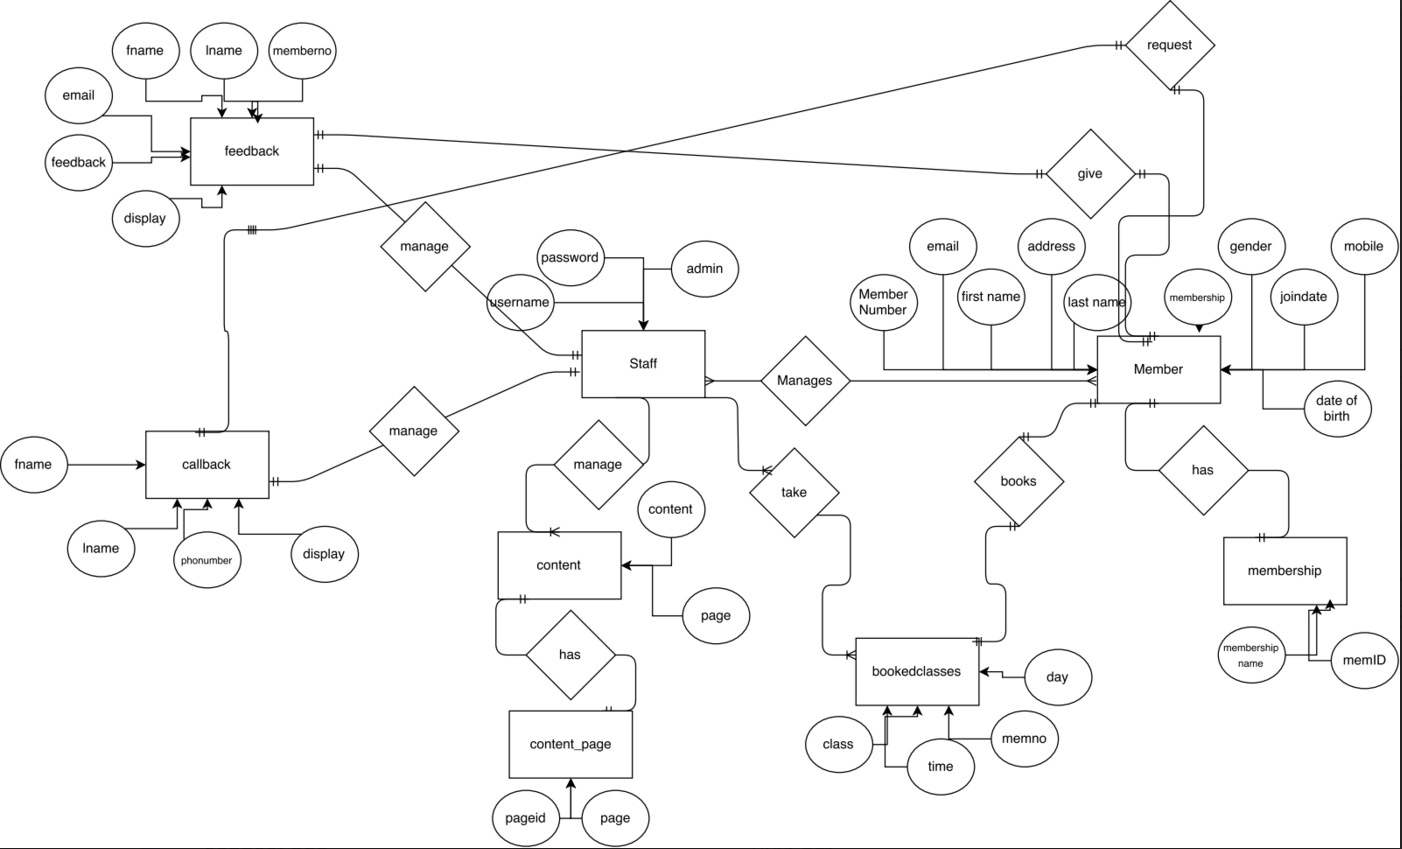 request
fname
lname
memberno
email
feedback
feedback
give
display
manage
password
admin
username
email
address
gender
mobile
Member
Number
first name
last name
membership
joindate
Staff
Manages
Member
date of
birth
manage
callback
fname
manage
take
books
has
lname
phonumber
display
content
content
page
membership
has
membership
name
memID
bookedclasses
day
content_page
class
time
memno
pageid
page